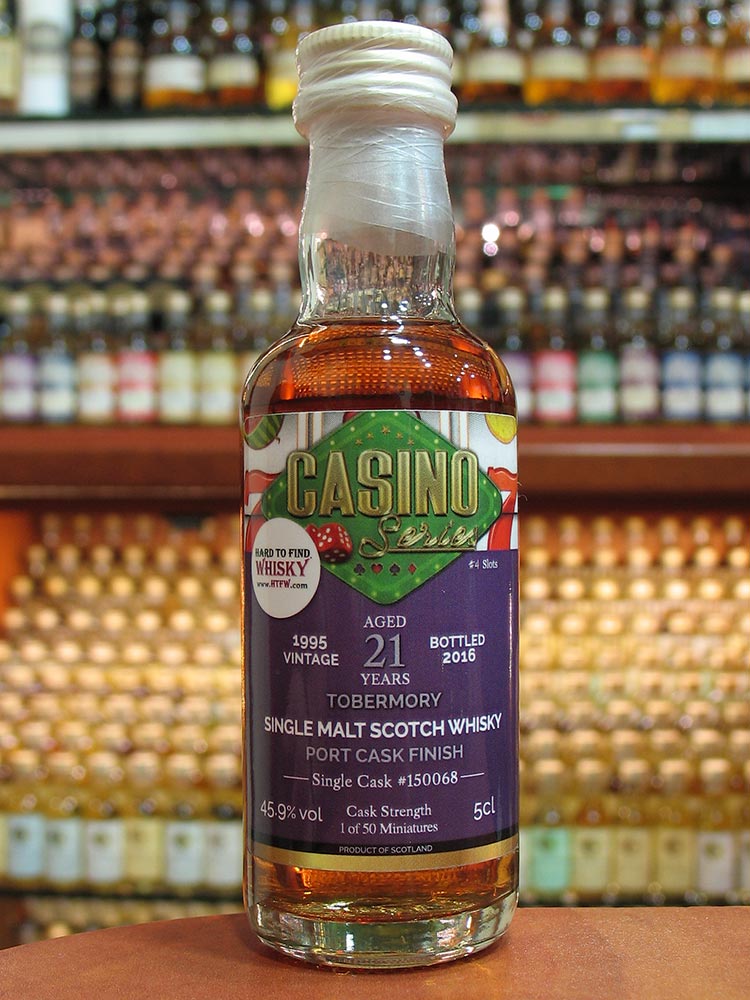 CASINO
Series
7
7
HARD TO FIND
WHISKY
www.HTFW.com
#4 Slots
AGED
1995
VINTAGE
21
BOTTLED
2016
YEARS
TOBERMORY
SINGLE MALT SCOTCH WHISKY
PORT CASK FINISH
Single Cask #150068
45.9% vol
Cask Strength
5cl
1 of 50 Miniatures
PRODUCT OF SCOTLAND